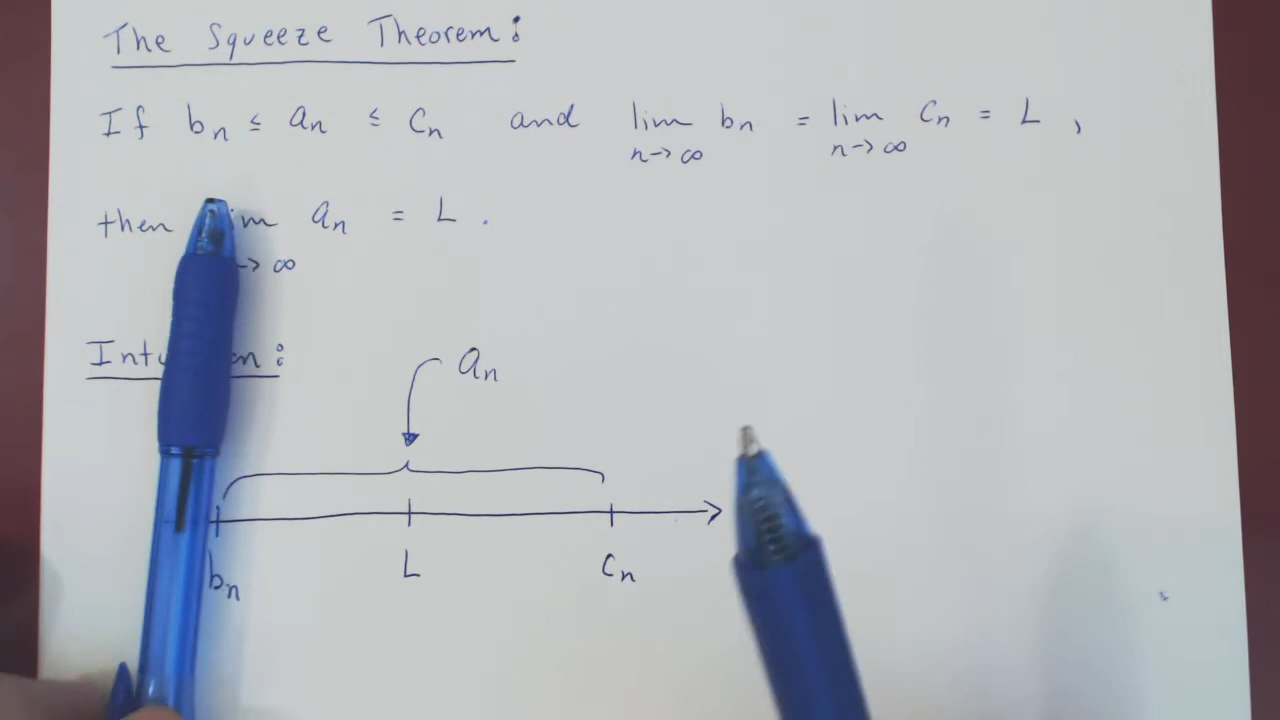 The Squeeze Theorem:
If bn ≤ an ≤ cn and lim bn = lim cn = L ,
n→∞ n→∞
then an = L .
→ ∞
an
bn L cn